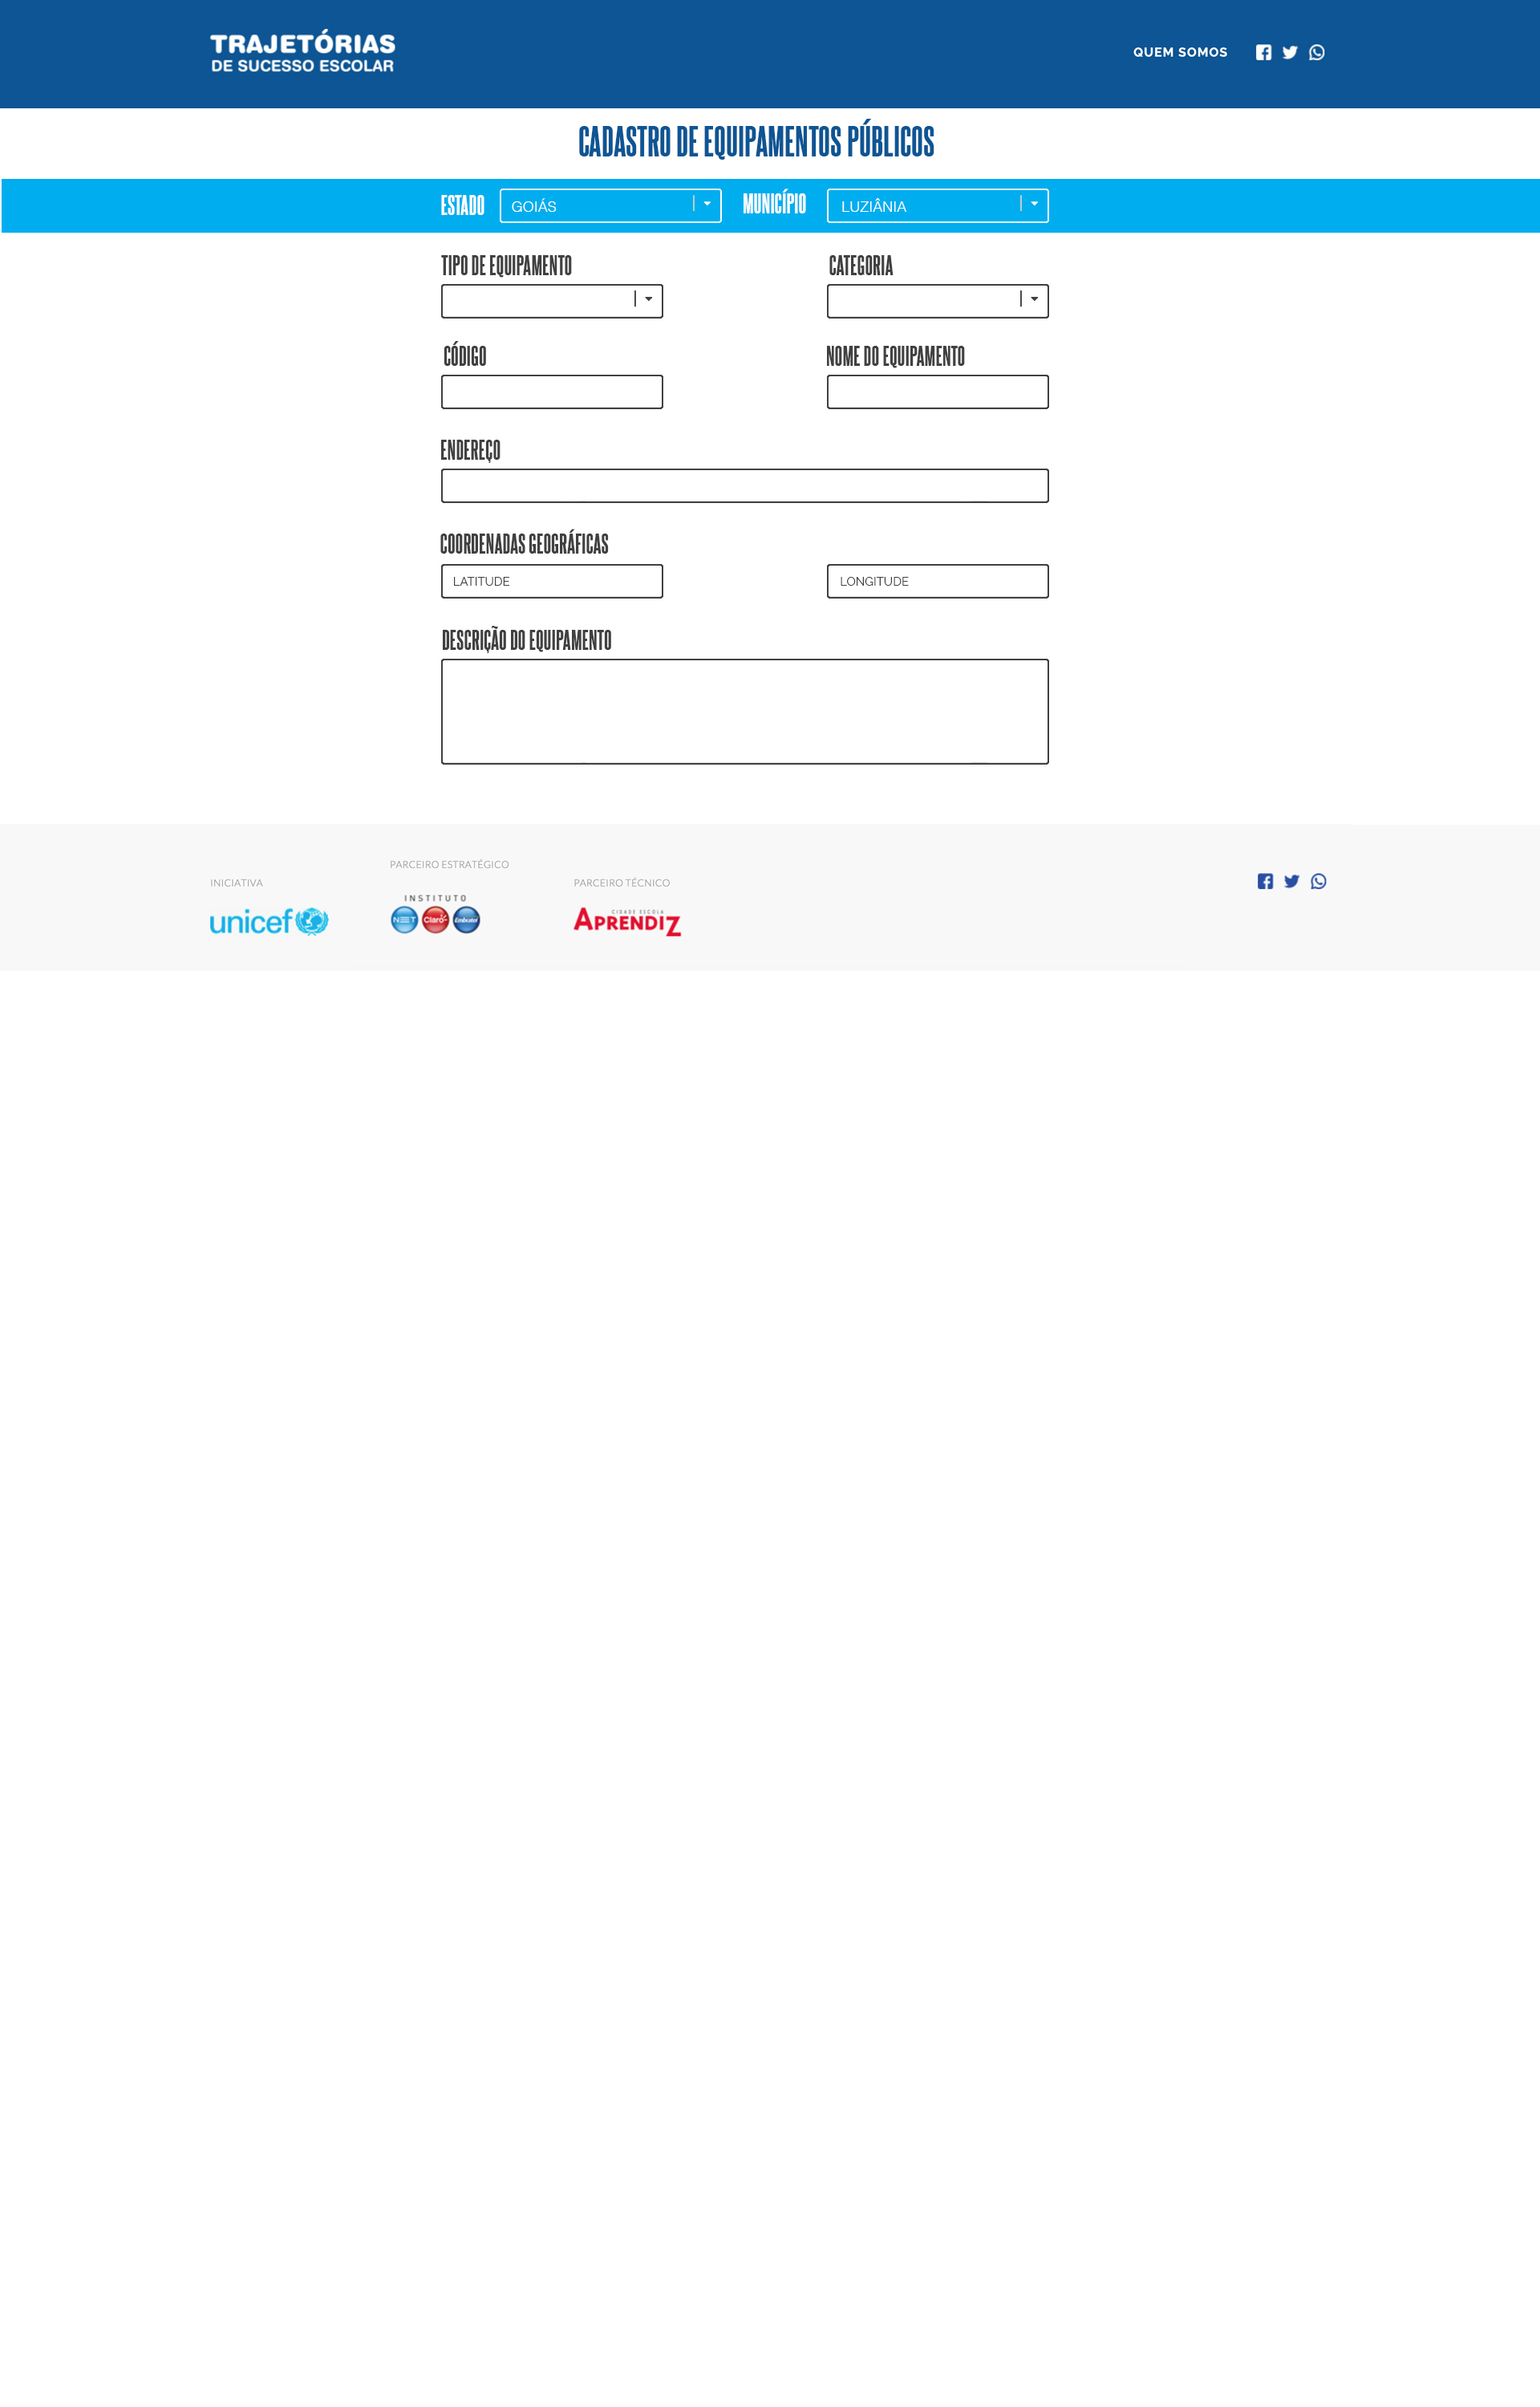 TRAJETÓRIAS
DE SUCESSO ESCOLAR
QUEM SOMOS
CADASTRO DE EQUIPAMENTOS PÚBLICOS
ESTADO GOIÁS MUNICÍPIO LUZIÂNIA
TIPO DE EQUIPAMENTO CATEGORIA
CÓDIGO NOME DO EQUIPAMENTO
ENDEREÇO
COORDENADAS GEOGRÁFICAS
LATITUDE LONGITUDE
DESCRIÇÃO DO EQUIPAMENTO
INICIATIVA
unicef
PARCEIRO ESTRATÉGICO
INSTITUTO
NET Claro Embratel
PARCEIRO TÉCNICO
CIDADE ESCOLA
APRENDIZ